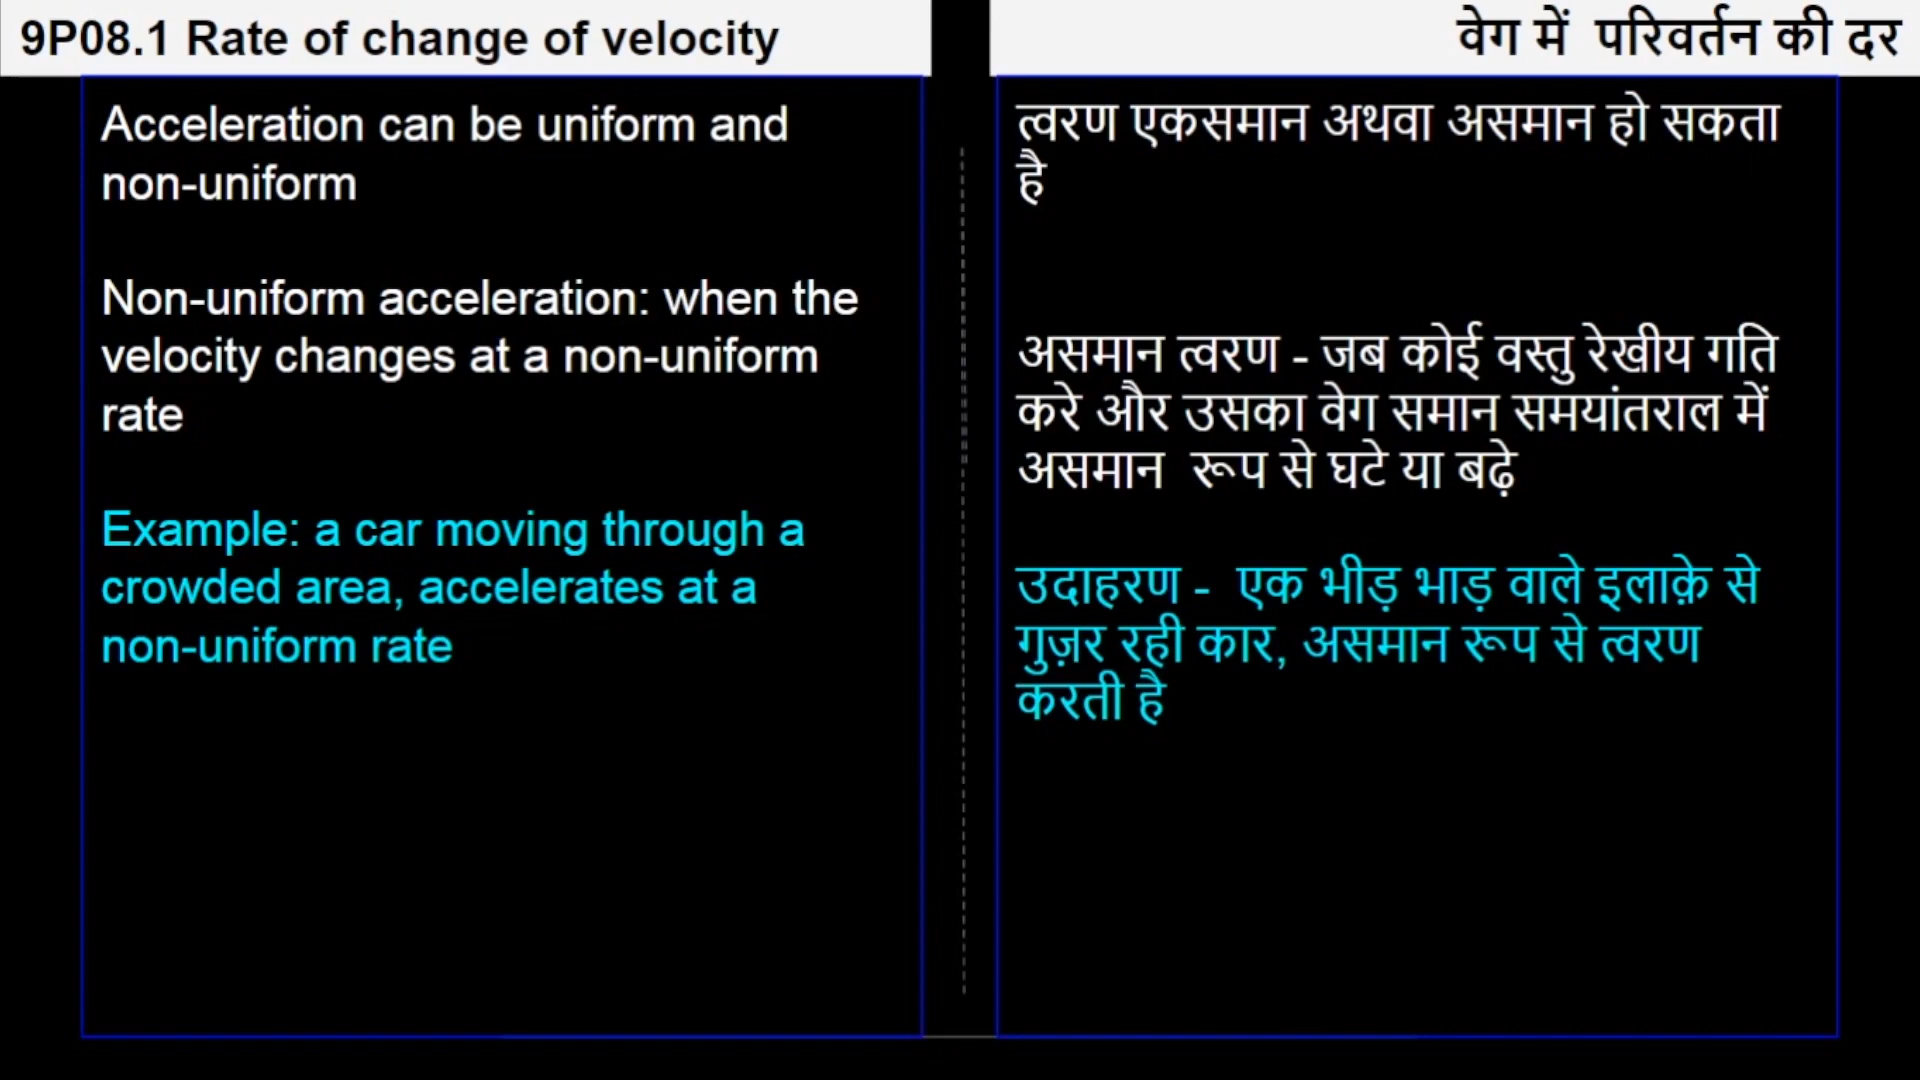 9P08.1 Rate of change of velocity
वेग में परिवर्तन की दर
Acceleration can be uniform and
non-uniform
Non-uniform acceleration: when the
velocity changes at a non-uniform
rate
Example: a car moving through a
crowded area, accelerates at a
non-uniform rate
त्वरण एकसमान अथवा असमान हो सकता
है
असमान त्वरण - जब कोई वस्तु रेखीय गति
करे और उसका वेग समान समयांतराल में
असमान रूप से घटे या बढ़े
उदाहरण - एक भीड़ भाड़ वाले इलाक़े से
गुज़र रही कार, असमान रूप से त्वरण
करती है